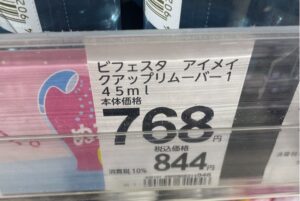 ビフェスタ　アイメイ
クアップリムーバー1
45ml
本体価格
768円
税込価格
消費税 10% 844円